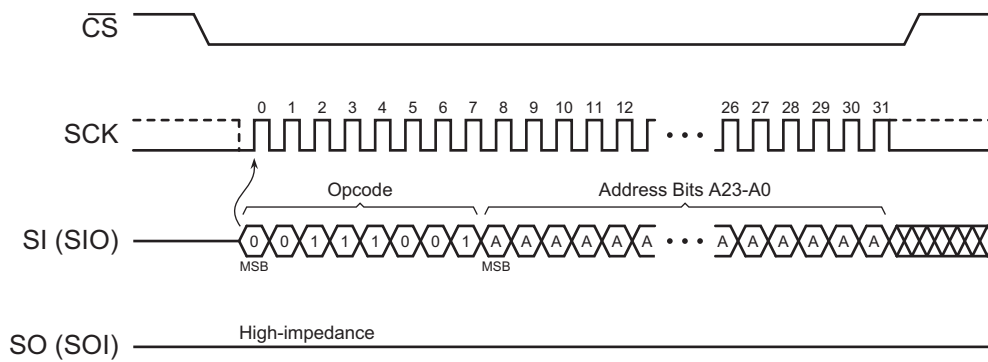 CS
0 1 2 3 4 5 6 7 8 9 10 11 12 26 27 28 29 30 31
SCK
Opcode Address Bits A23-A0
SI (SIO) 0 0 1 1 1 0 0 1 A A A A A A A A A A A A
MSB MSB
High-impedance
SO (SOI)